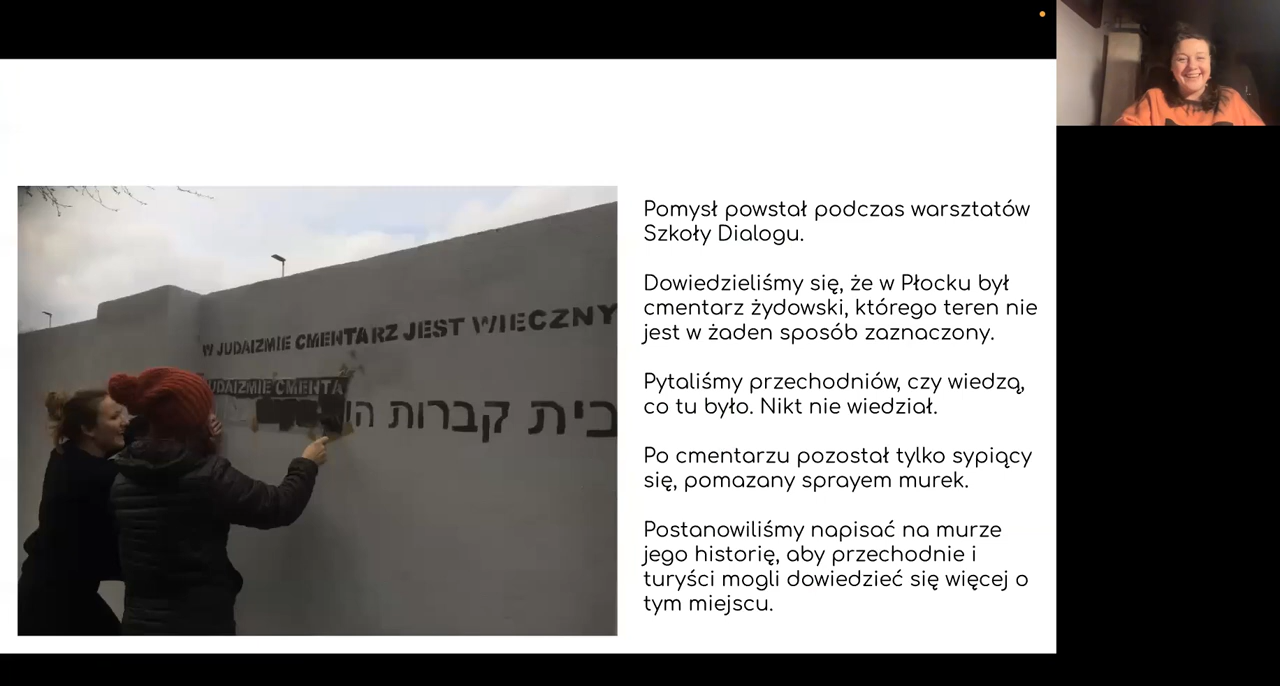 W JUDAIZMIE CMENTARZ JEST WIECZNY
JUDAIZMIE CMENTA
בית קברות
Pomysł powstał podczas warsztatów
Szkoły Dialogu.
Dowiedzieliśmy się, że w Płocku był
cmentarz żydowski, którego teren nie
jest w żaden sposób zaznaczony.
Pytaliśmy przechodniów, czy wiedzą,
co tu było. Nikt nie wiedział.
Po cmentarzu pozostał tylko sypiący
się, pomazany sprayem murek.
Postanowiliśmy napisać na murze
jego historię, aby przechodnie i
turyści mogli dowiedzieć się więcej o
tym miejscu.